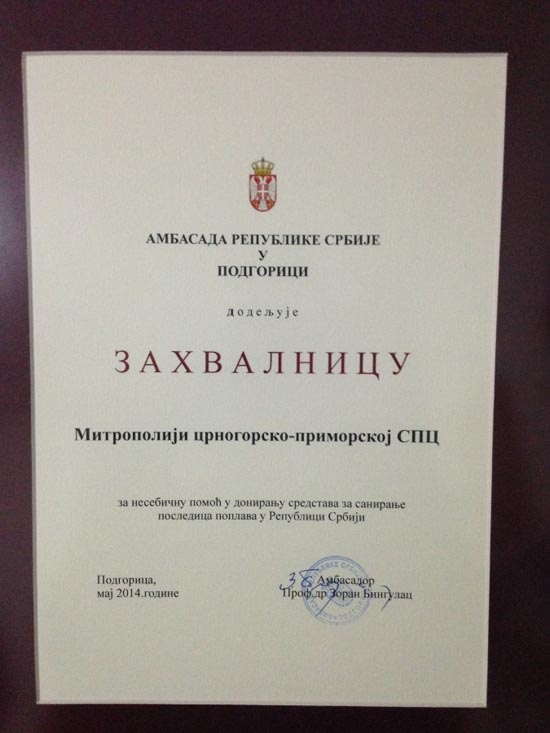 АМБАСАДА РЕПУБЛИКЕ СРБИЈЕ
У
ПОДГОРИЦИ
додељује
ЗАХВАЛНИЦУ
Митрополији црногорско-приморској СПЦ
за несебичну помоћ у донирању средстава за санирање
последица поплава у Републици Србији
Подгорица,
мај 2014.године
Амбасадор
Проф.др Зоран Бингулац